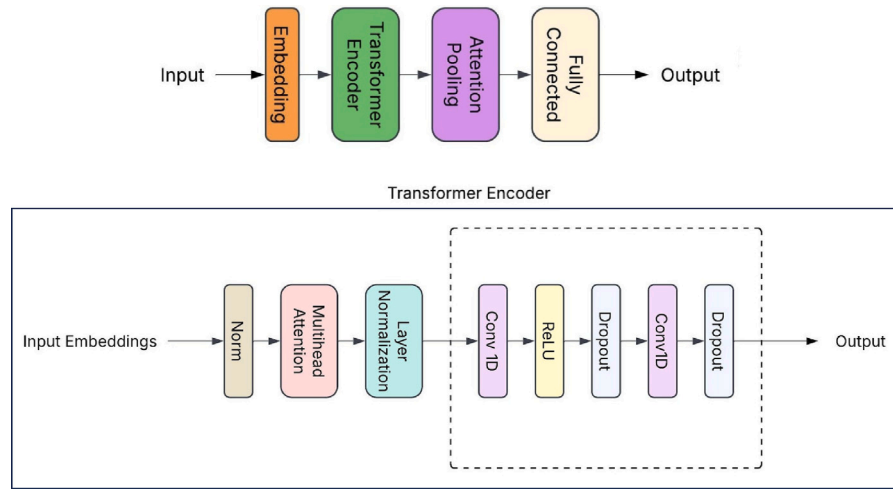 Input
Embedding
Transformer
Encoder
Attention
Pooling
Fully
Connected
Output
Transformer Encoder
Input Embeddings
Norm
Multihead
Attention
Layer
Normalization
Conv 1D
ReLU
Dropout
Conv1D
Dropout
Output